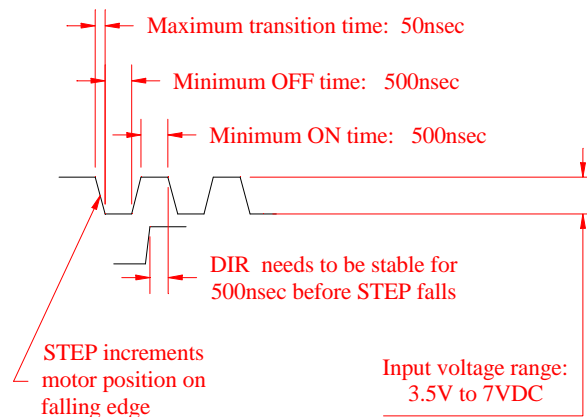 Maximum transition time: 50nsec
Minimum OFF time: 500nsec
Minimum ON time: 500nsec
DIR needs to be stable for
500nsec before STEP falls
STEP increments
motor position on
falling edge
Input voltage range:
3.5V to 7VDC